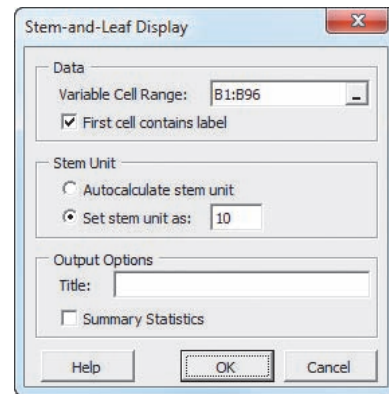 Stem-and-Leaf Display
Data
Variable Cell Range: B1:B96
First cell contains label
Stem Unit
Autocalculate stem unit
Set stem unit as: 10
Output Options
Title:
Summary Statistics
Help OK Cancel